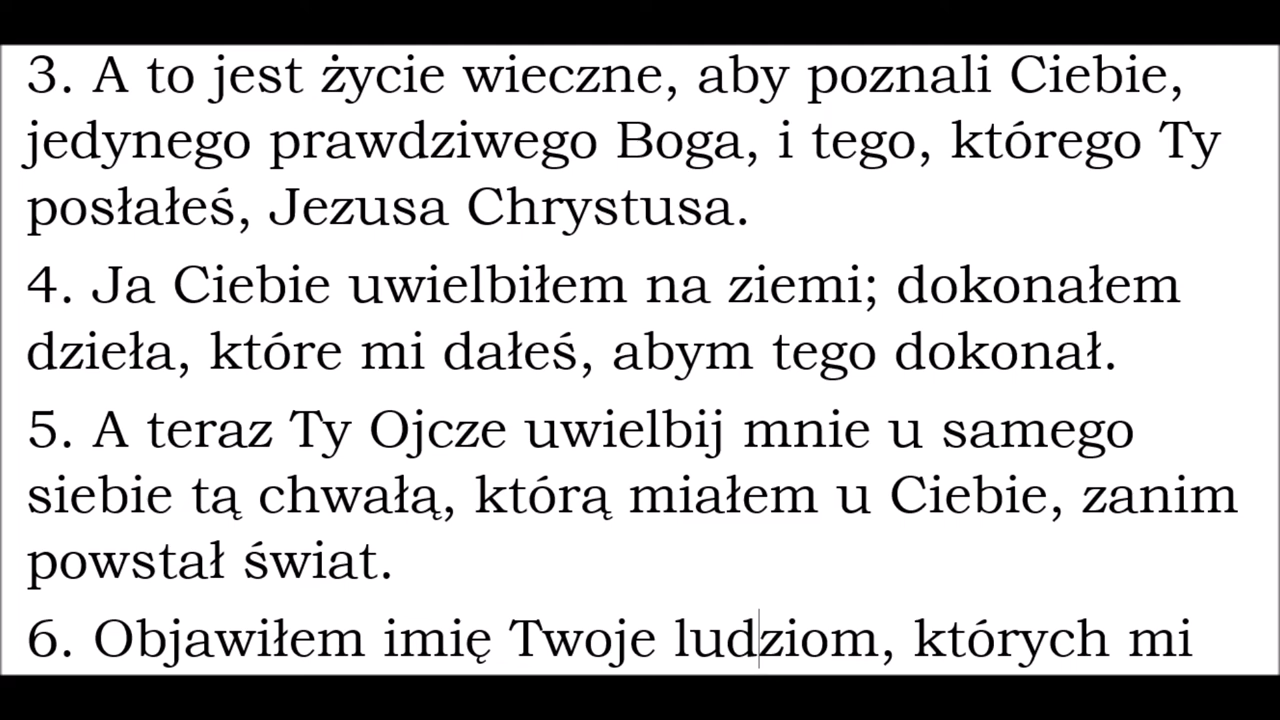 3. A to jest życie wieczne, aby poznali Ciebie,
jedynego prawdziwego Boga, i tego, którego Ty
posłałeś, Jezusa Chrystusa.
4. Ja Ciebie uwielbiłem na ziemi; dokonałem
dzieła, które mi dałeś, abym tego dokonał.
5. A teraz Ty Ojcze uwielbij mnie u samego
siebie tą chwałą, którą miałem u Ciebie, zanim
powstał świat.
6. Objawiłem imię Twoje ludziom, których mi